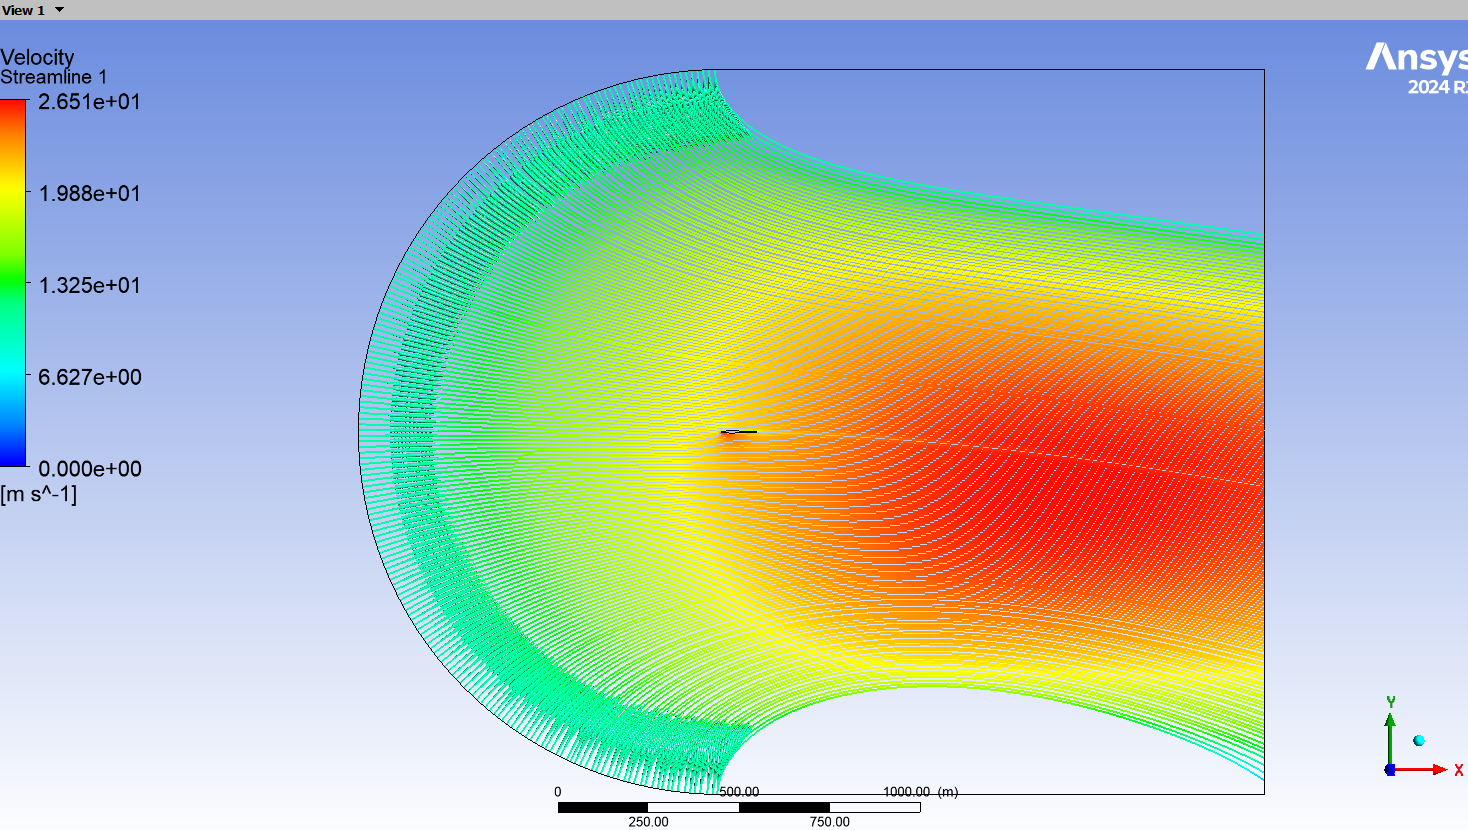 View 1
Velocity
Streamline 1
2.651e+01
1.988e+01
1.325e+01
6.627e+00
0.000e+00
[m s^-1]
Ansys
2024 R
0 500.00 1000.00 (m)
250.00 750.00
Y
X